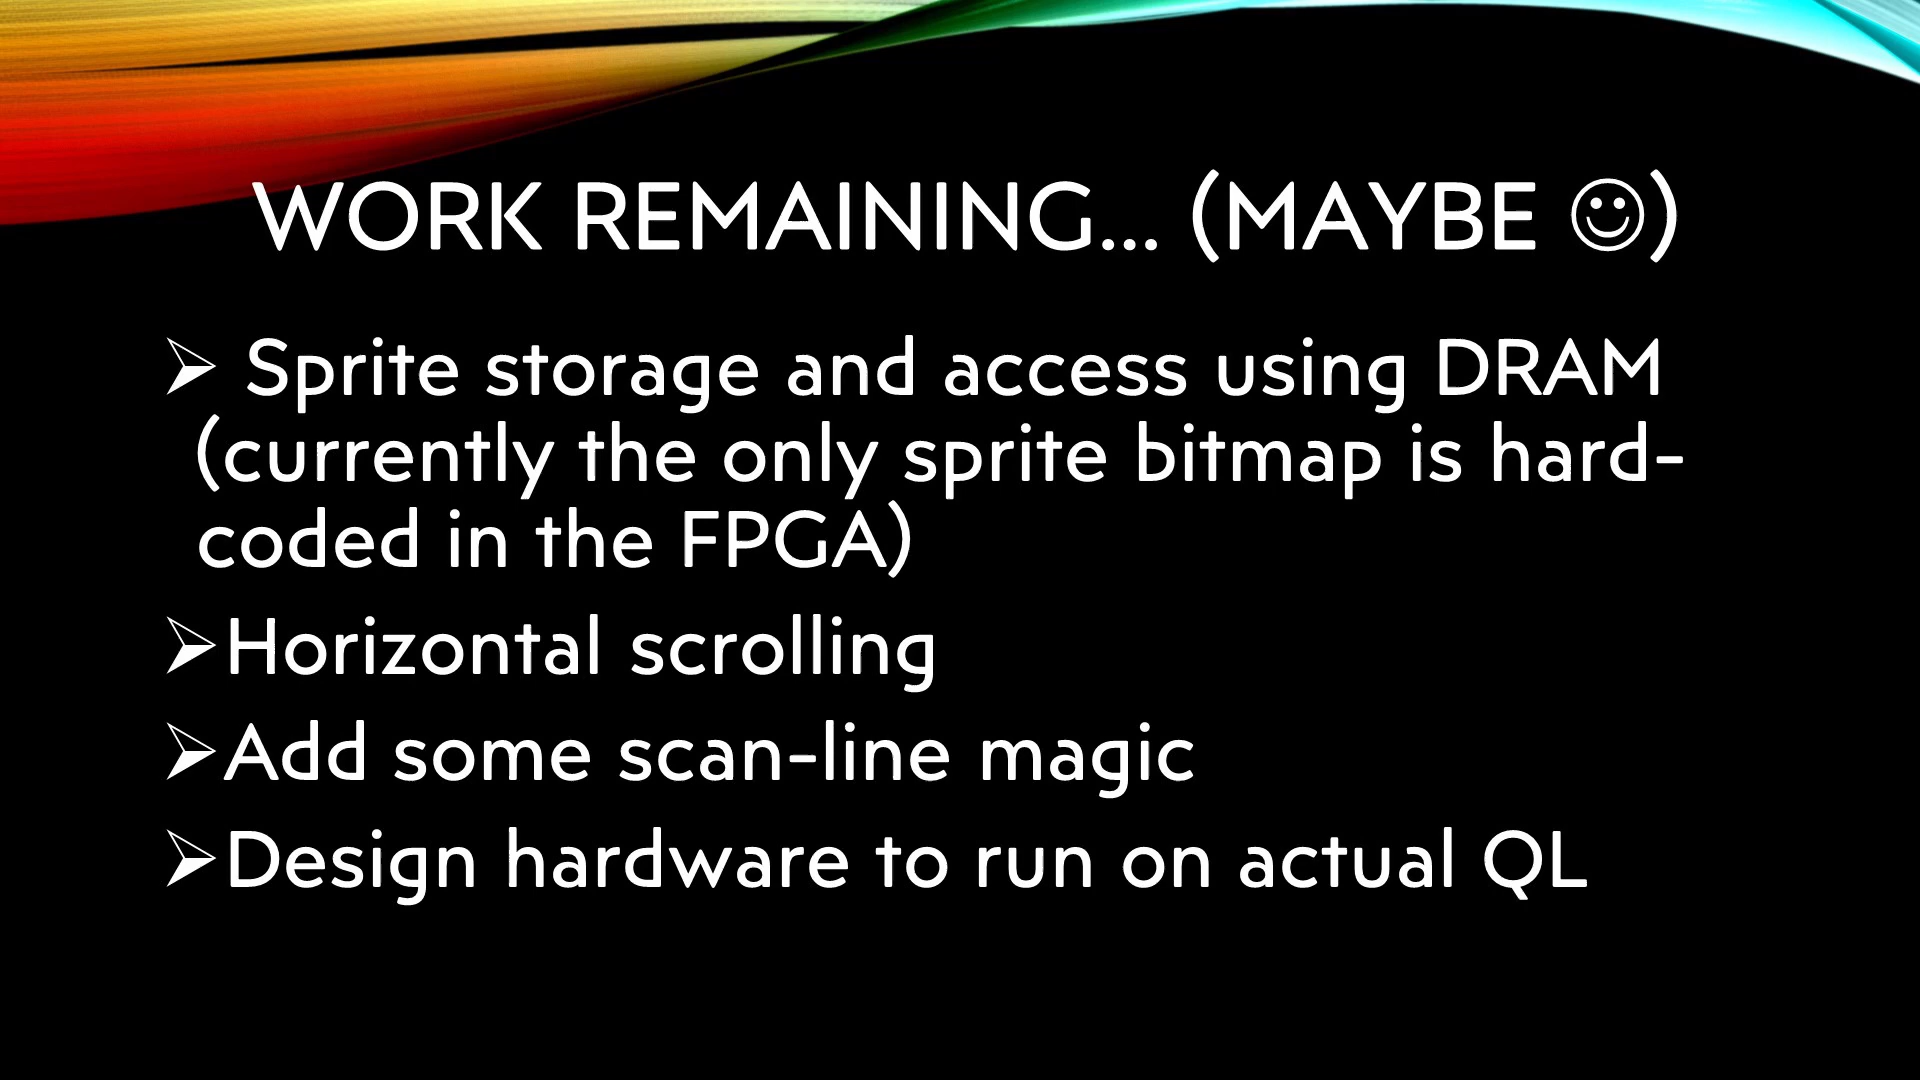 WORK REMAINING… (MAYBE ☺)
➢ Sprite storage and access using DRAM
(currently the only sprite bitmap is hard-
coded in the FPGA)
➢Horizontal scrolling
➢Add some scan-line magic
➢Design hardware to run on actual QL